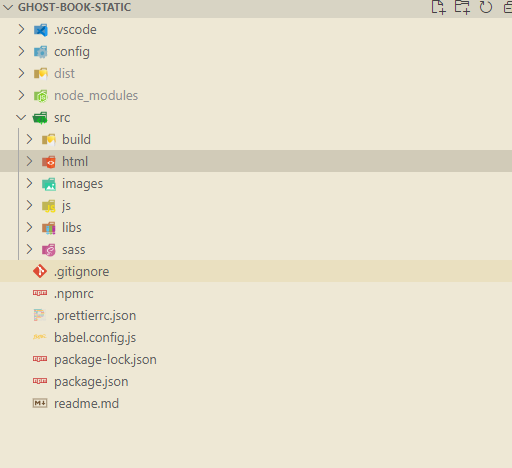 GHOST-BOOK-STATIC
.vscode
config
dist
node_modules
src
build
html
images
js
libs
sass
.gitignore
.npmrc
.prettierrc.json
babel.config.js
package-lock.json
package.json
readme.md